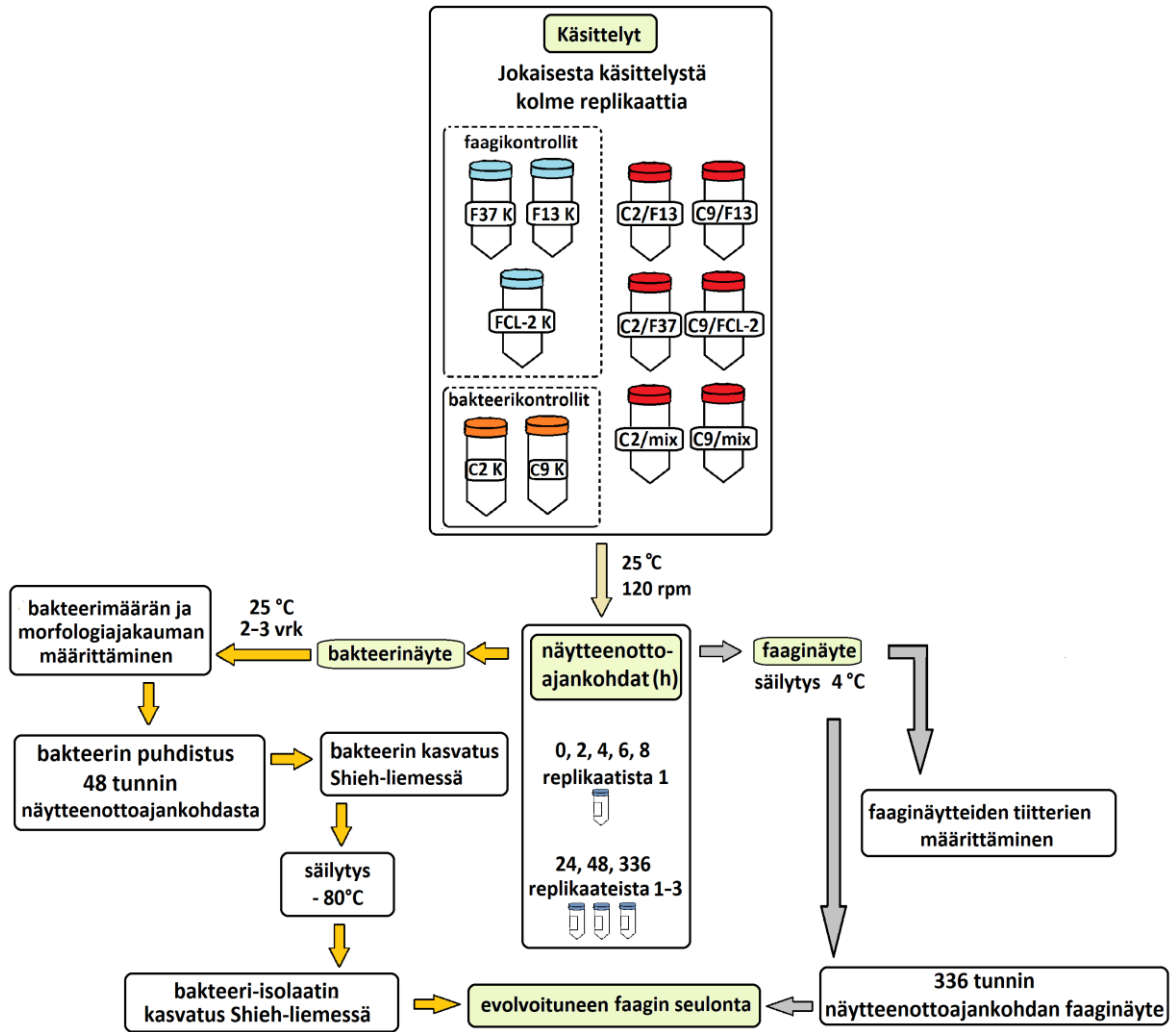 Käsittelyt
Jokaisesta käsittelystä
kolme replikaattia
faagikontrollit
F37 K
F13 K
FCL-2 K
C2/F13
C9/F13
C2/F37
C9/FCL-2
C2/mix
C9/mix
bakteerikontrollit
C2 K
C9 K
25 °C
120 rpm
bakteerimäärän ja
morfologiajakauman
määrittäminen
25 °C
2–3 vrk
bakteerinäyte
näytteenotto-
ajankohdat (h)
0, 2, 4, 6, 8
replikaatista 1
24, 48, 336
replikaateista 1–3
faaginäyte
säilytys 4 °C
bakteerin puhdistus
48 tunnin
näytteenottoajankohdasta
bakteerin kasvatus
Shieh-liemessä
säilytys
- 80°C
bakteeri-isolaatin
kasvatus Shieh-liemessä
evolvoituneen faagin seulonta
faaginäytteiden tiitterien
määrittäminen
336 tunnin
näytteenottoajankohdan faaginäyte